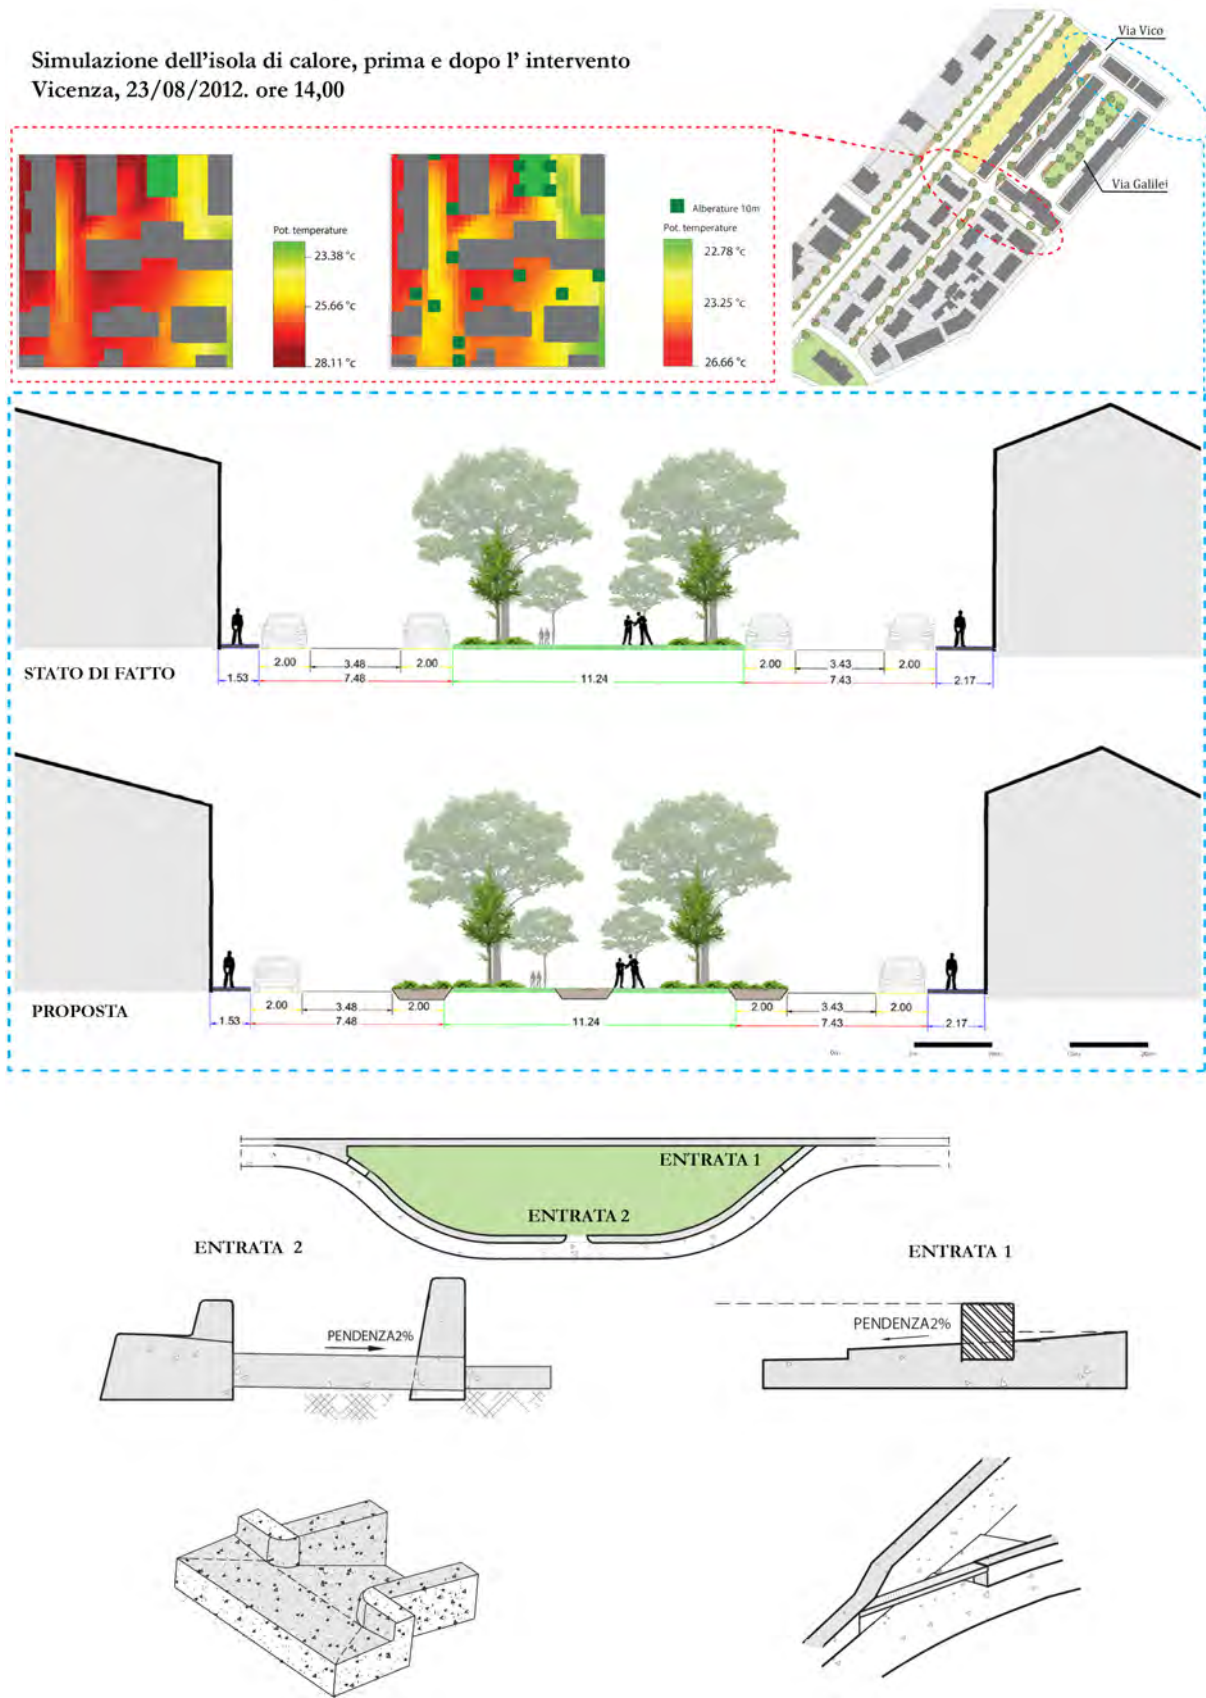 Simulazione dell'isola di calore, prima e dopo l' intervento
Vicenza, 23/08/2012. ore 14,00
Via Vico
Via Galilei
Pot. temperature
23.38 °c
25.66 °c
28.11 °c
Alberature 10m
Pot. temperature
22.78 °c
23.25 °c
26.66 °c
STATO DI FATTO
2.00 3.48 2.00 2.00 3.43 2.00
1.53 7.48 11.24 7.43 2.17
PROPOSTA
2.00 3.48 2.00 2.00 3.43 2.00
1.53 7.48 11.24 7.43 2.17
ENTRATA 1
ENTRATA 2
ENTRATA 2
ENTRATA 1
PENDENZA2%
PENDENZA2%